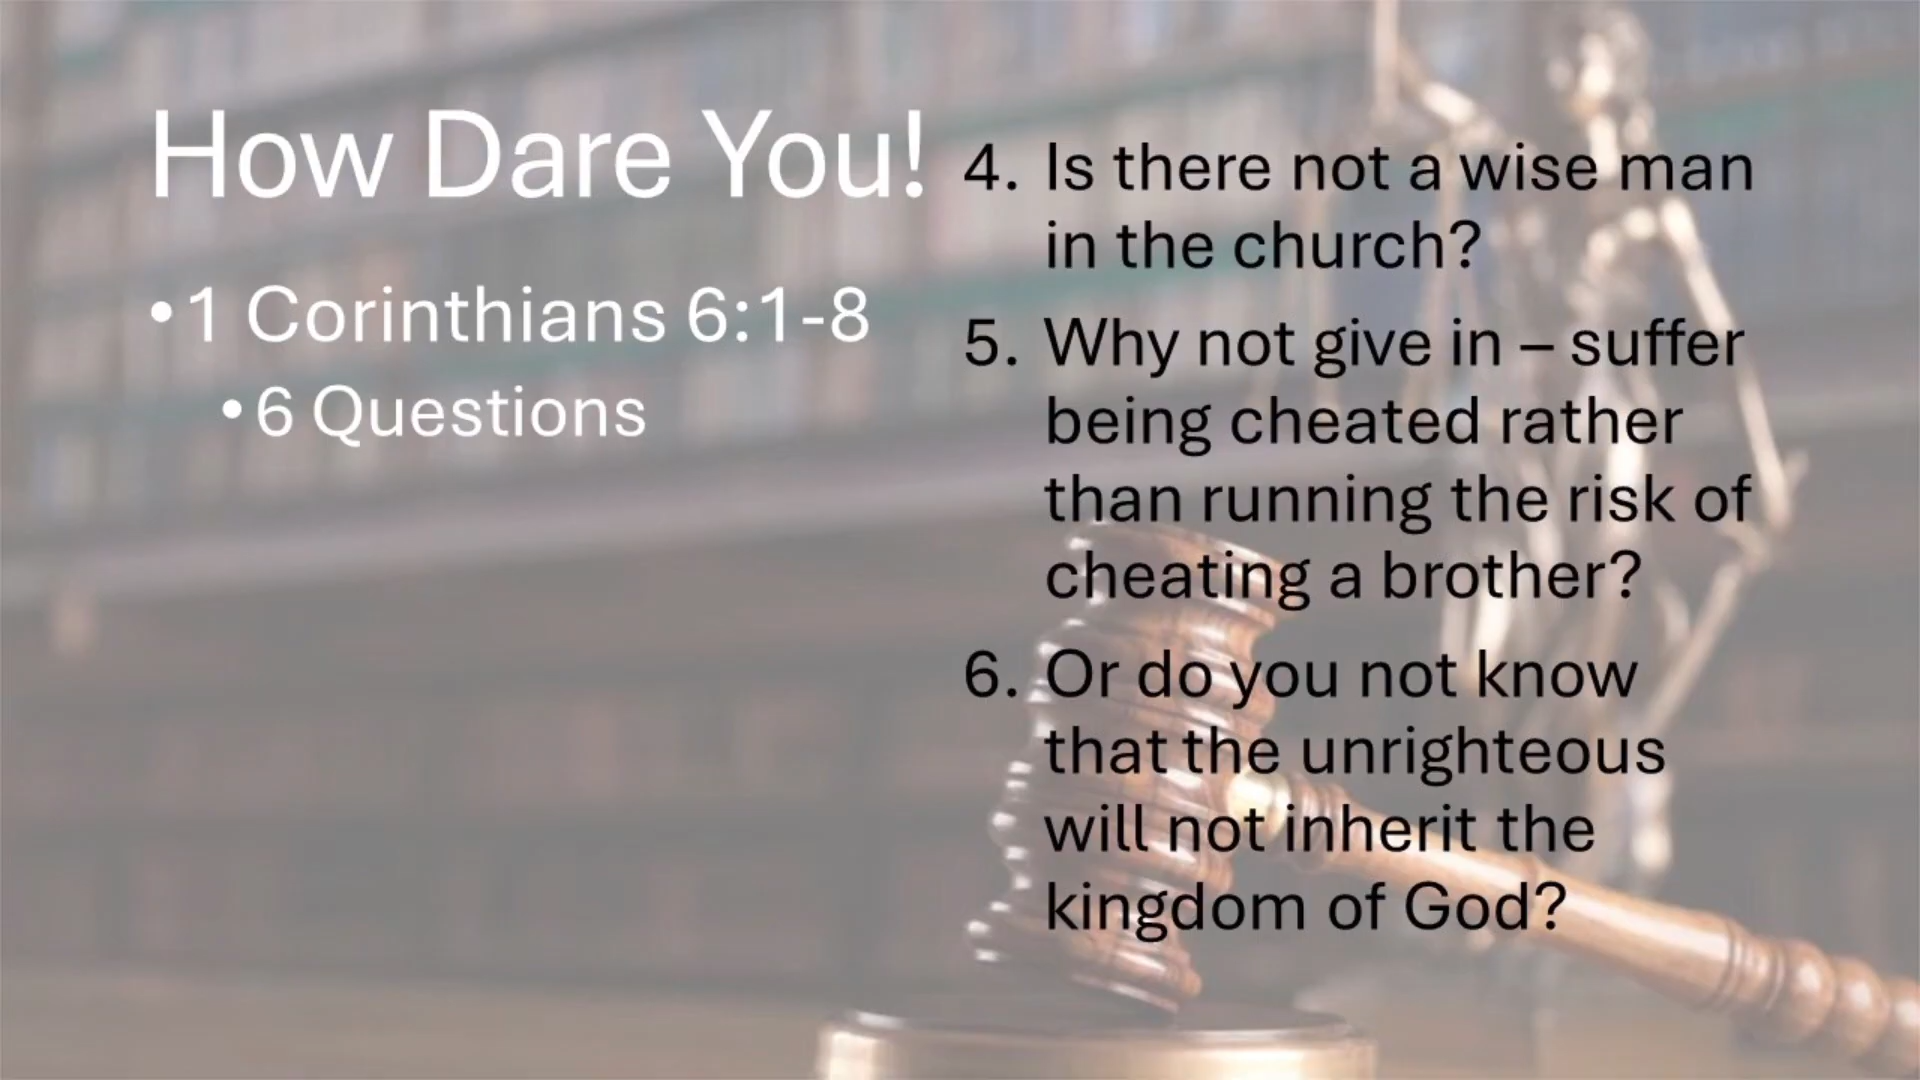 How Dare You!
•1 Corinthians 6:1-8
•6 Questions
4. Is there not a wise man
in the church?
5. Why not give in – suffer
being cheated rather
than running the risk of
cheating a brother?
6. Or do you not know
that the unrighteous
will not inherit the
kingdom of God?